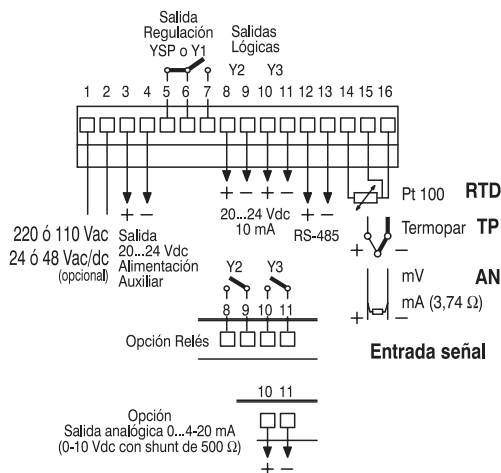 Salida
Regulación
YSP o Y1
Salidas
Lógicas
Y2 Y3
1 2 3 4 5 6 7 8 9 10 11 12 13 14 15 16
+ − + − + − + −
220 ó 110 Vac
24 ó 48 Vac/dc
(opcional)
Salida
20...24 Vdc
Alimentación
Auxiliar
20...24 Vdc
10 mA
RS-485
Pt 100 RTD
Termopar TP
+ −
mV AN
mA (3,74 Ω)
+ −
Entrada señal
Y2 Y3
8 9 10 11
Opción Relés
10 11
Opción
Salida analógica 0...4-20 mA
(0-10 Vdc con shunt de 500 Ω)
+ −